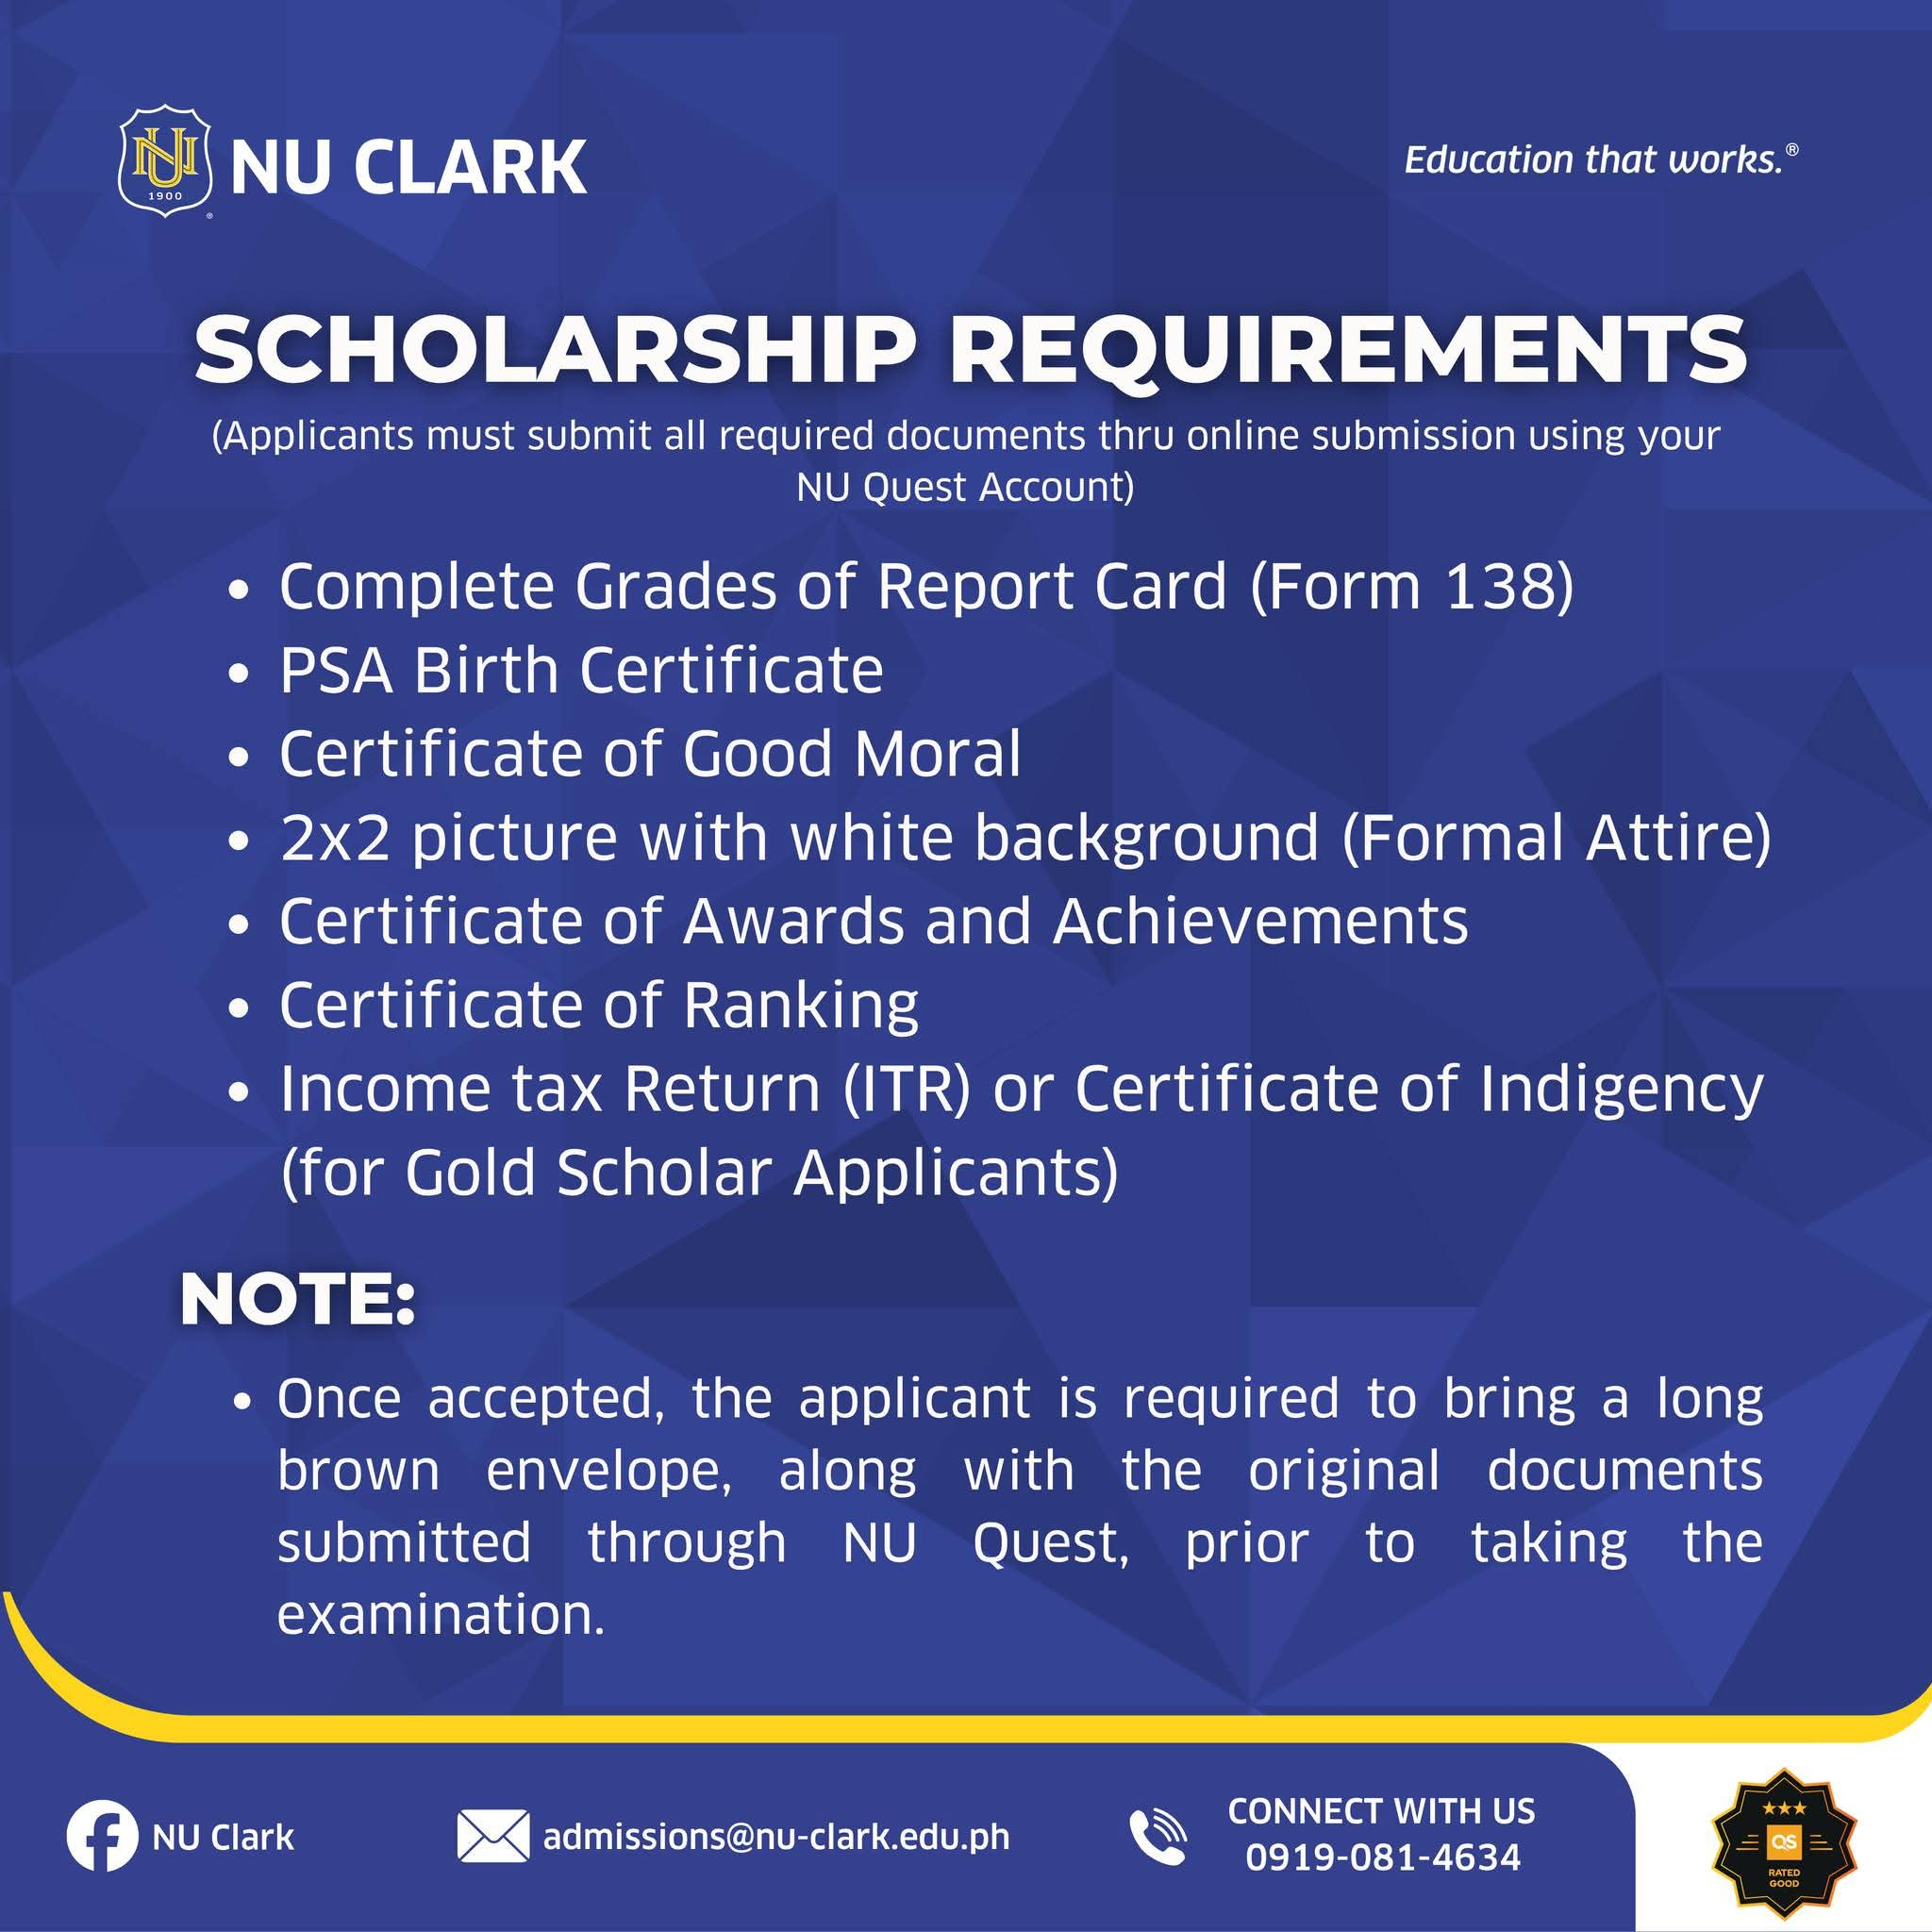 NU
1900
NU CLARK
Education that works.®
SCHOLARSHIP REQUIREMENTS
(Applicants must submit all required documents thru online submission using your
NU Quest Account)
• Complete Grades of Report Card (Form 138)
• PSA Birth Certificate
• Certificate of Good Moral
• 2x2 picture with white background (Formal Attire)
• Certificate of Awards and Achievements
• Certificate of Ranking
• Income tax Return (ITR) or Certificate of Indigency
(for Gold Scholar Applicants)
NOTE:
• Once accepted, the applicant is required to bring a long
brown envelope, along with the original documents
submitted through NU Quest, prior to taking the
examination.
NU Clark
admissions@nu-clark.edu.ph
CONNECT WITH US
0919-081-4634
QS
RATED
GOOD